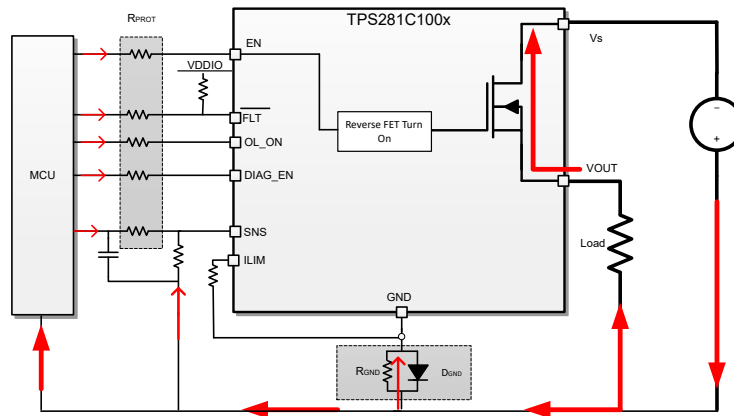 RPROT
TPS281C100x
EN
Vs
VDDIO
FLT
Reverse FET Turn
On
OL_ON
MCU
DIAG_EN
VOUT
SNS
Load
ILIM
GND
RGND
DGND
-
+